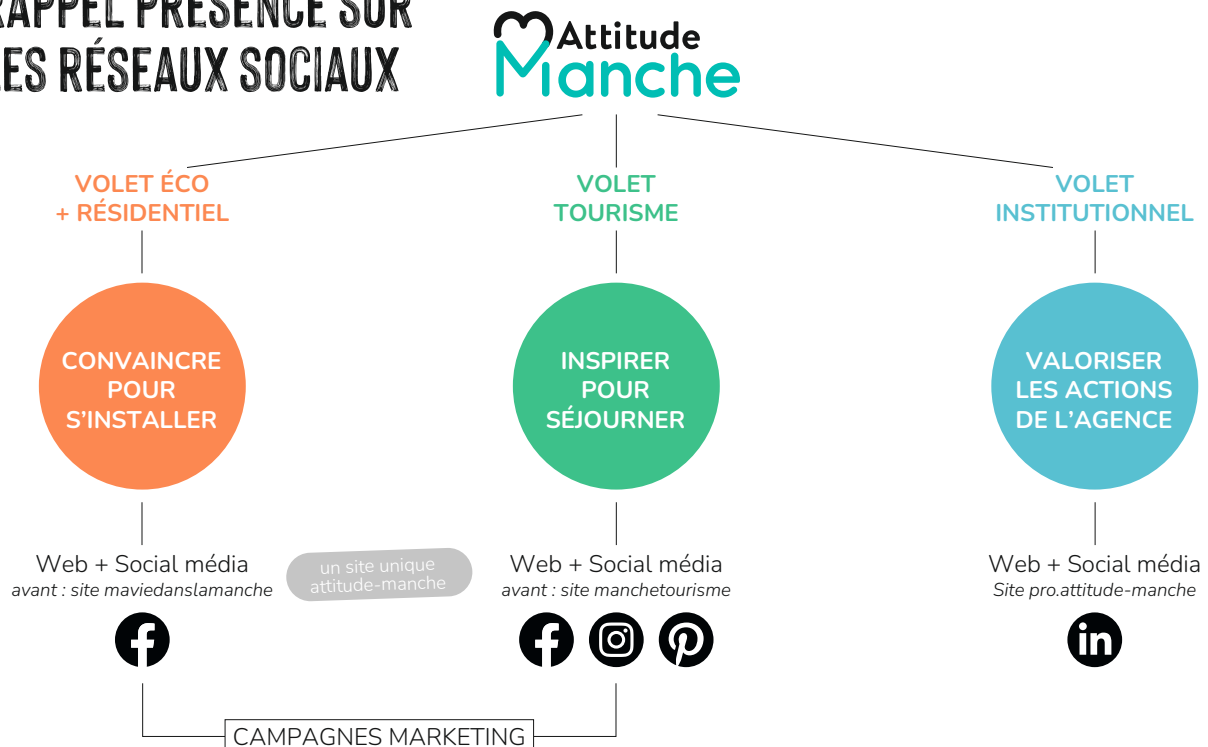 RAPPEL PRÉSENCE SUR
LES RÉSEAUX SOCIAUX
Attitude
Manche
VOLET ÉCO
+ RÉSIDENTIEL
CONVAINCRE
POUR
S'INSTALLER
Web + Social média
avant : site maviedanslamanche
un site unique
attitude-manche
VOLET
TOURISME
INSPIRER
POUR
SÉJOURNER
Web + Social média
avant : site manchetourisme
CAMPAGNES MARKETING
VOLET
INSTITUTIONNEL
VALORISER
LES ACTIONS
DE L'AGENCE
Web + Social média
Site pro.attitude-manche
in